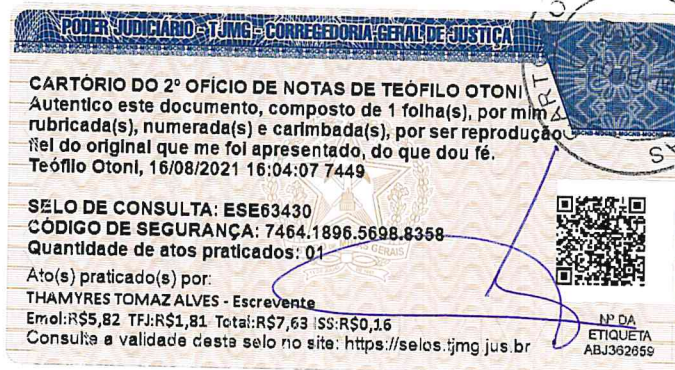 PODER JUDICIÁRIO - TJMG - CORREGEDORIA-GERAL DE JUSTIÇA
CARTÓRIO DO 2º OFÍCIO DE NOTAS DE TEÓFILO OTONI
Autentico este documento, composto de 1 folha(s), por mim
rubricada(s), numerada(s) e carimbada(s), por ser reprodução
fiel do original que me foi apresentado, do que dou fé.
Teófilo Otoni, 16/08/2021 16:04:07 7449
SELO DE CONSULTA: ESE63430
CÓDIGO DE SEGURANÇA: 7464.1896.5698.8358
Quantidade de atos praticados: 01
Ato(s) praticado(s) por:
THAMYRES TOMAZ ALVES - Escrevente
Emol:R$5,82 TFJ:R$1,81 Total:R$7,63 ISS:R$0,16
Consulte a validade deste selo no site: https://selos.tjmg.jus.br
Nº DA
ETIQUETA
ABJ362659